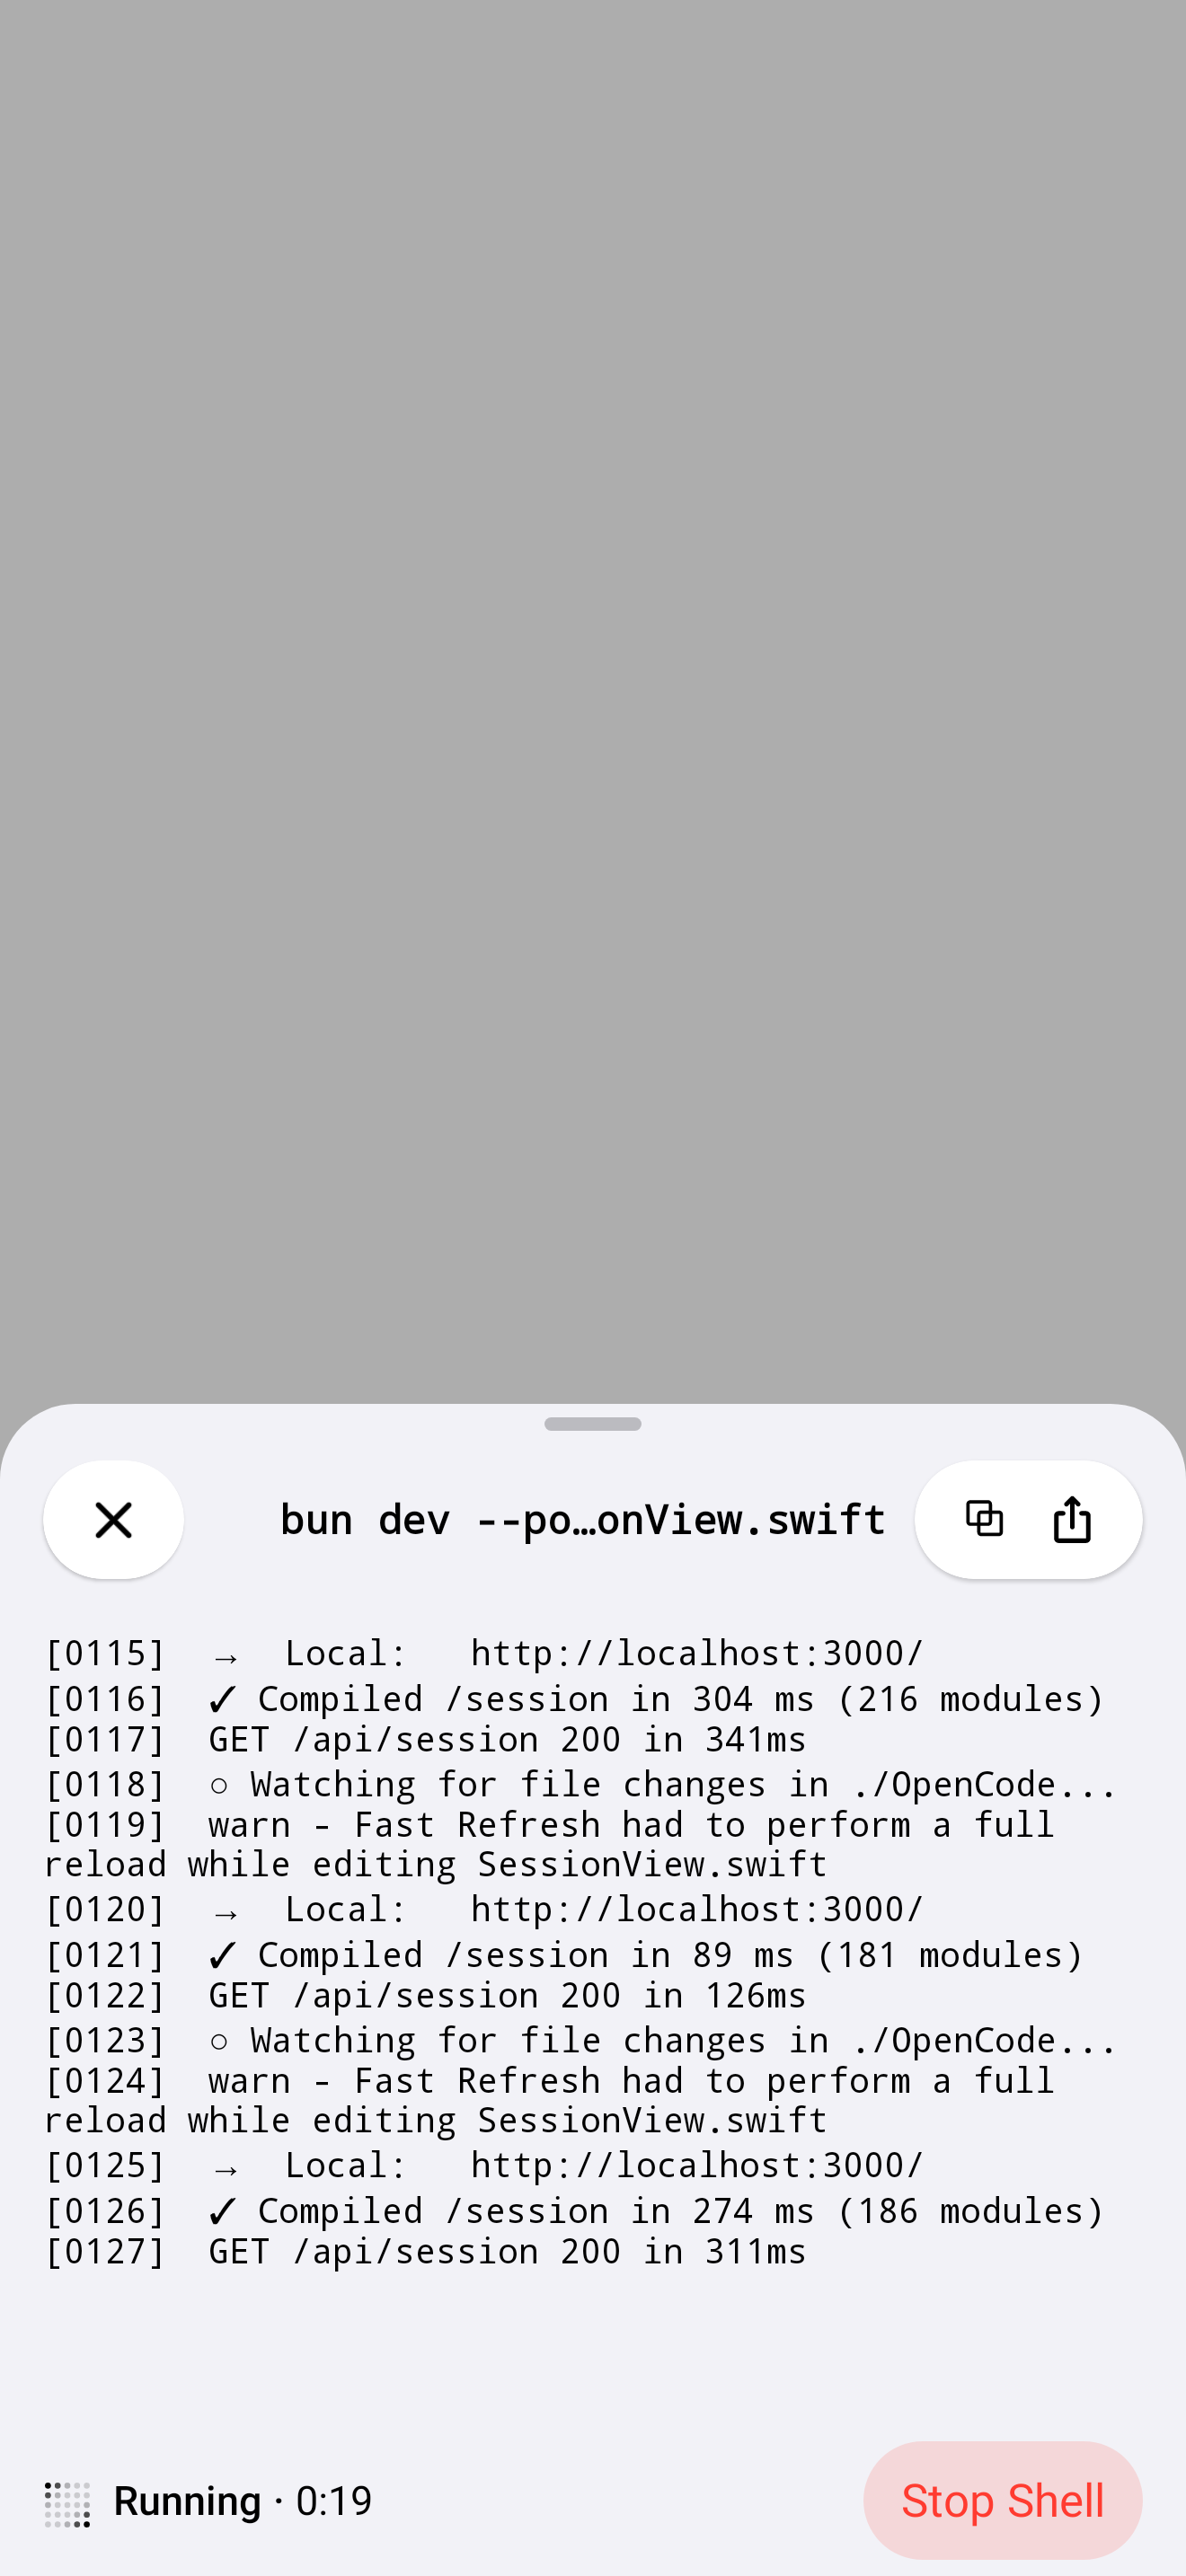 bun dev --po…onView.swift
[0115]  →  Local:   http://localhost:3000/
[0116]  ✓ Compiled /session in 304 ms (216 modules)
[0117]  GET /api/session 200 in 341ms
[0118]  ○ Watching for file changes in ./OpenCode...
[0119]  warn - Fast Refresh had to perform a full
reload while editing SessionView.swift
[0120]  →  Local:   http://localhost:3000/
[0121]  ✓ Compiled /session in 89 ms (181 modules)
[0122]  GET /api/session 200 in 126ms
[0123]  ○ Watching for file changes in ./OpenCode...
[0124]  warn - Fast Refresh had to perform a full
reload while editing SessionView.swift
[0125]  →  Local:   http://localhost:3000/
[0126]  ✓ Compiled /session in 274 ms (186 modules)
[0127]  GET /api/session 200 in 311ms
Running · 0:19
Stop Shell